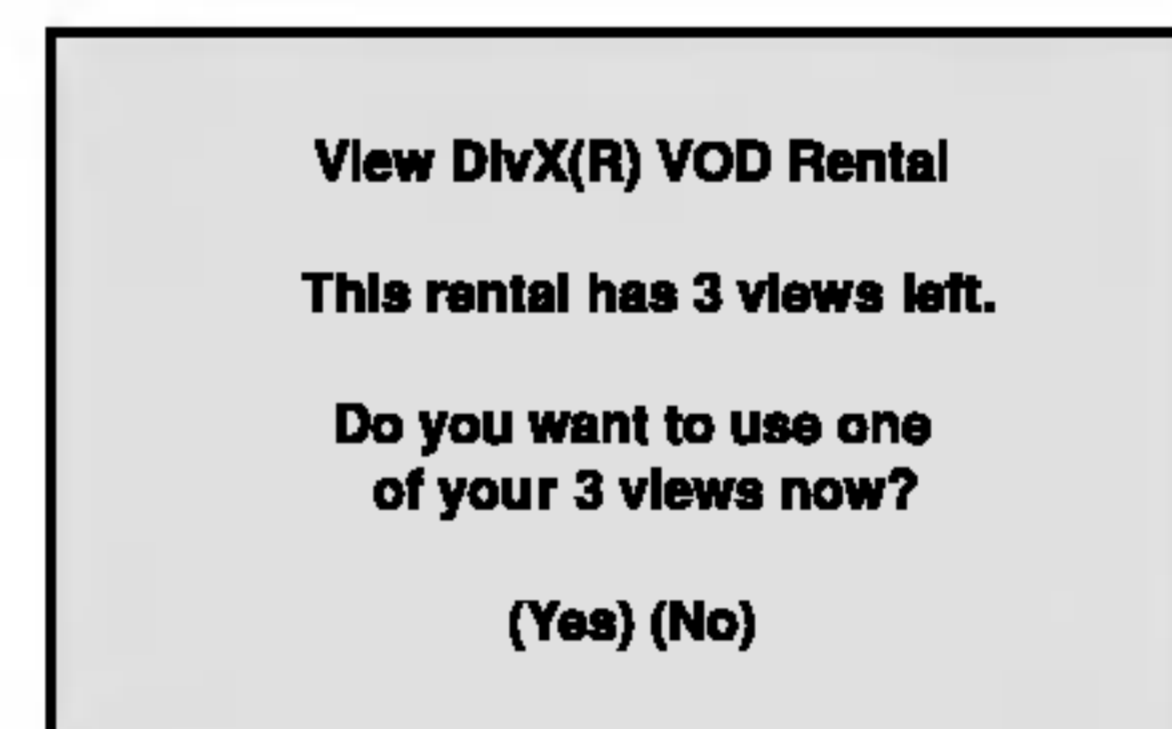 View DivX(R) VOD Rental
This rental has 3 views left.
Do you want to use one
of your 3 views now?
(Yes) (No)